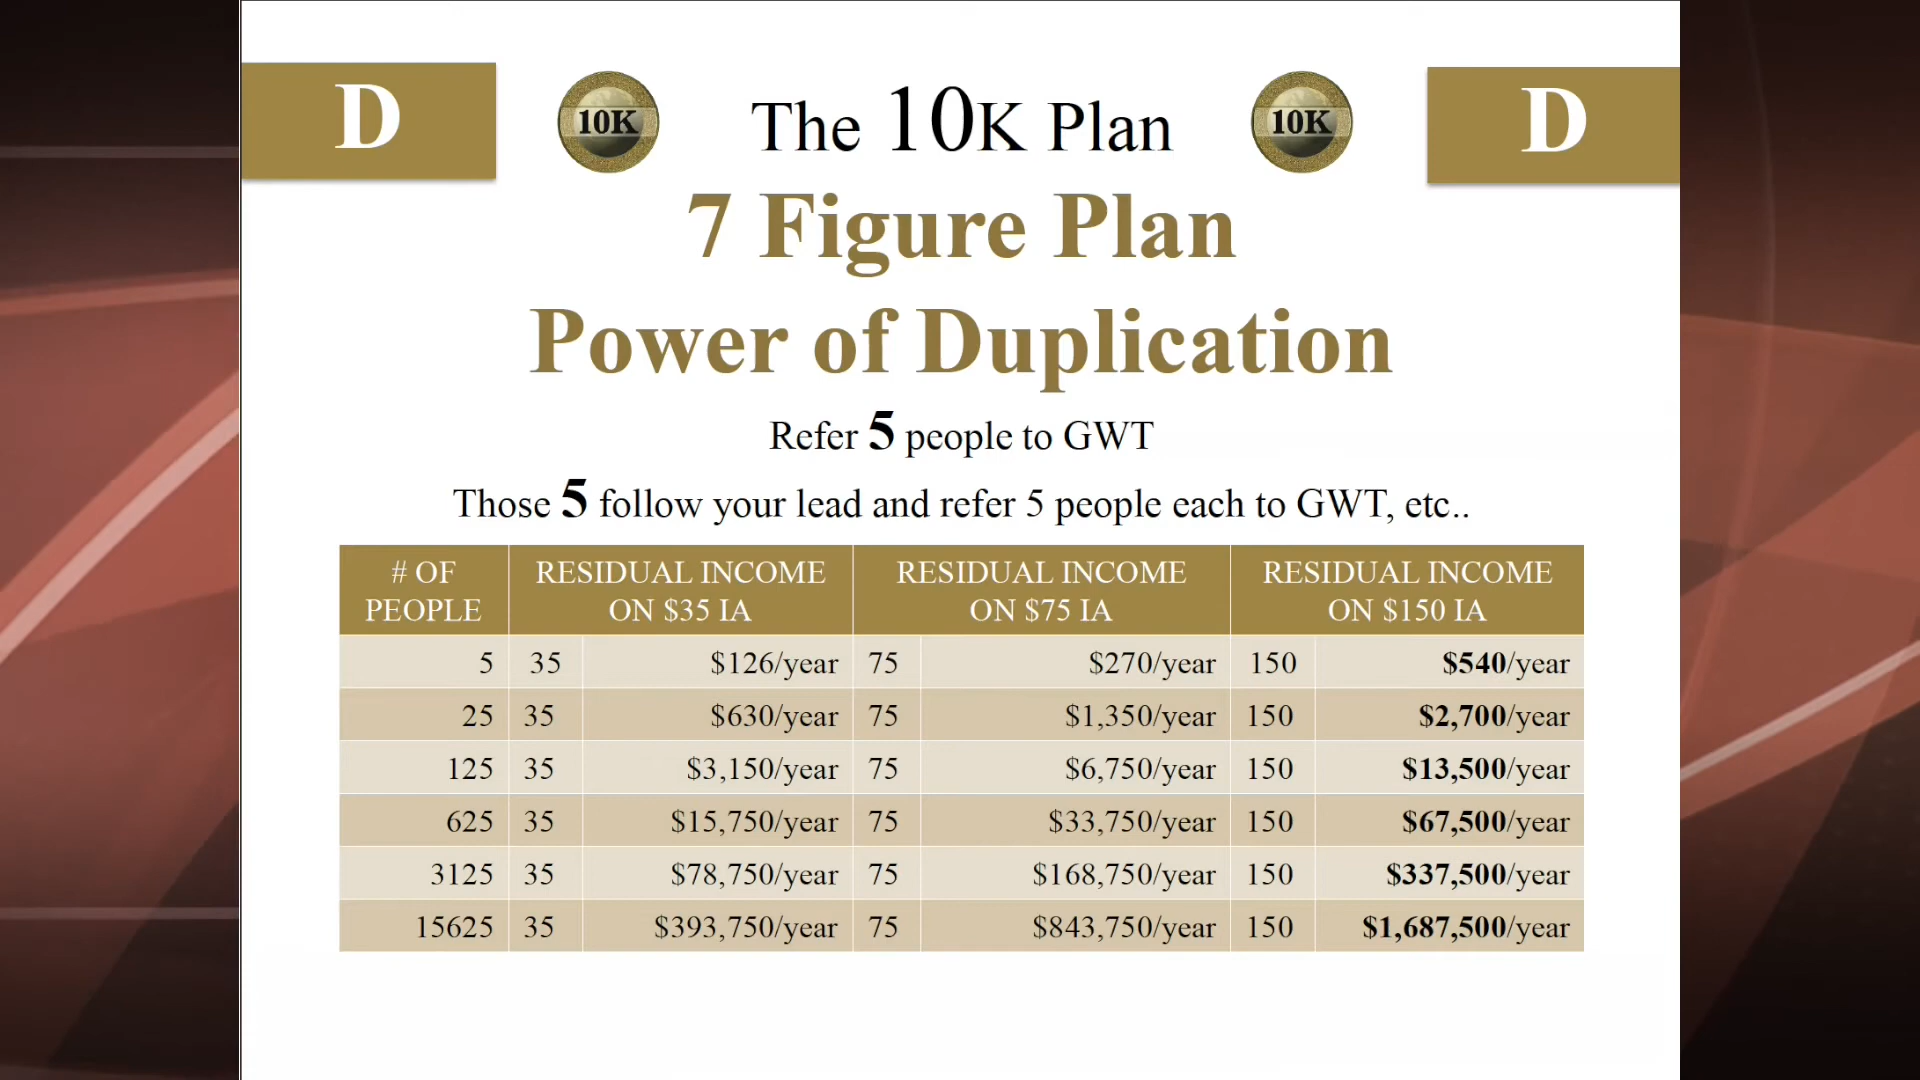 D
10K
The 10K Plan
10K
D
7 Figure Plan
Power of Duplication
Refer 5 people to GWT
Those 5 follow your lead and refer 5 people each to GWT, etc..
# OF PEOPLE RESIDUAL INCOME ON $35 IA RESIDUAL INCOME ON $75 IA RESIDUAL INCOME ON $150 IA
5 35 $126/year 75 $270/year 150 $540/year
25 35 $630/year 75 $1,350/year 150 $2,700/year
125 35 $3,150/year 75 $6,750/year 150 $13,500/year
625 35 $15,750/year 75 $33,750/year 150 $67,500/year
3125 35 $78,750/year 75 $168,750/year 150 $337,500/year
15625 35 $393,750/year 75 $843,750/year 150 $1,687,500/year